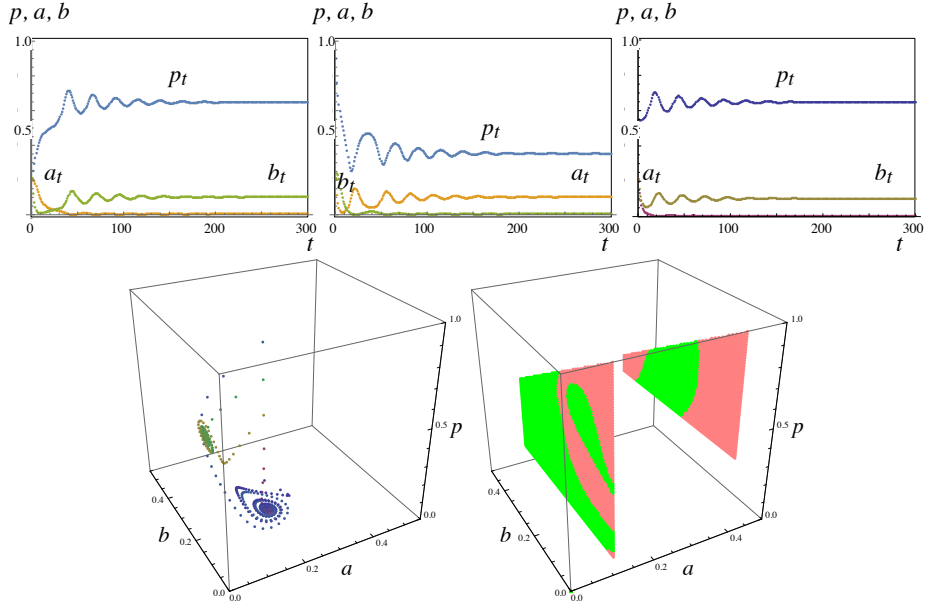 p, a, b p, a, b p, a, b
1.0 1.0 1.0
p_t p_t p_t
0.5 0.5 0.5
a_t b_t b_t a_t a_t b_t
0 100 200 300 0 100 200 300 0 100 200 300
t t t
1.0 1.0
0.5 p 0.5 p
0.4 0.4
b 0.2 0.4 0.0 b 0.2 0.4 0.0
0.2 0.2
0.0 a 0.0 a
0.0 0.0